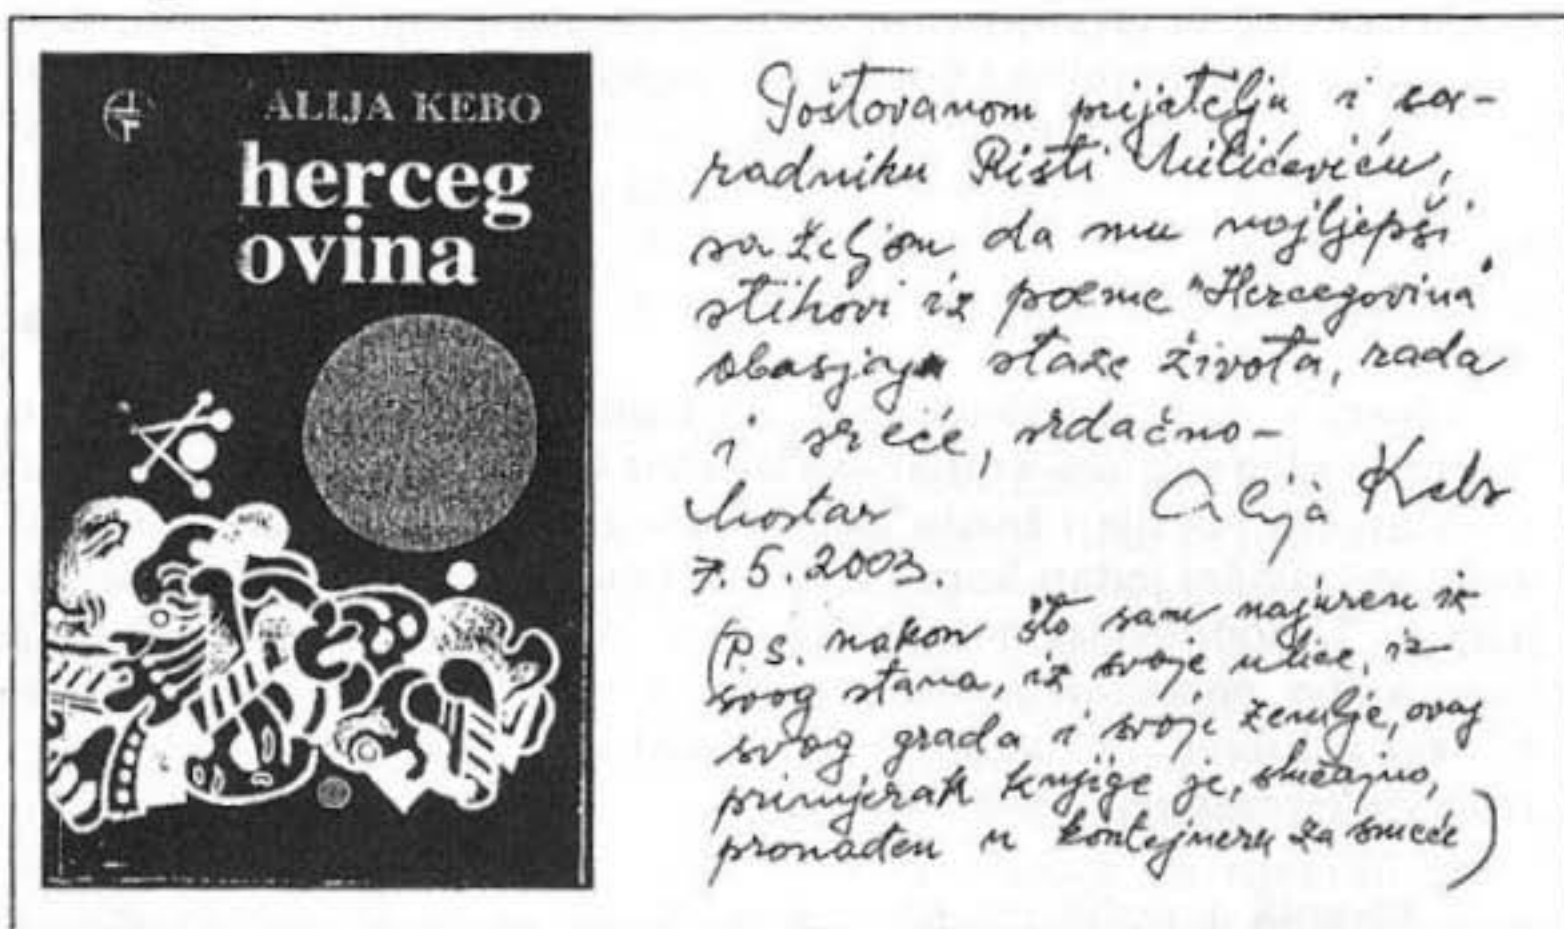 ALIJA KEBO
herceg
ovina
Poštovanom prijatelju i sa-
radniku Risti Milićeviću,
sa željom da mu najljepši
stihovi iz poeme "Hercegovina"
obasjaju staze života, rada
i sreće, srdačno-
Mostar Alija Kebo
7.5.2003.
(P.S. nakon što sam najuren iz
svog stana, iz svoje ulice, iz
svog grada i svoje zemlje, ovaj
primjerak knjige je, slučajno,
pronađen u kontejneru za smeće)